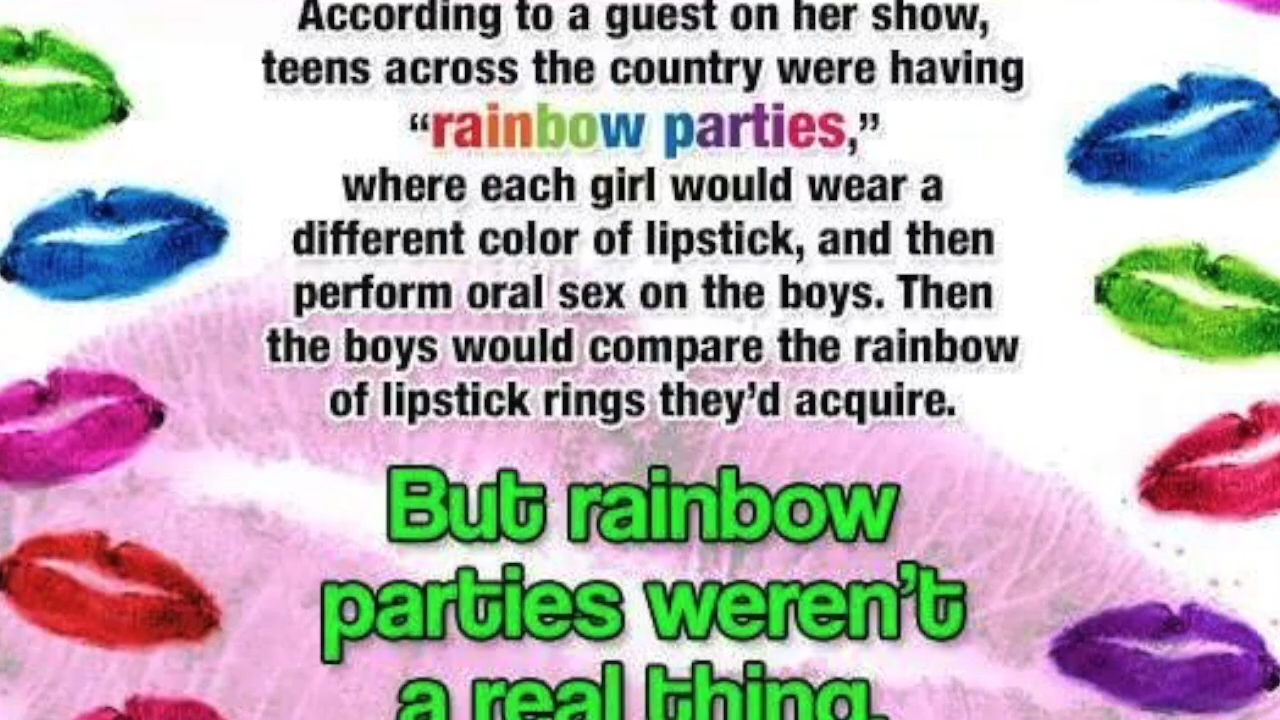 According to a guest on her show,
teens across the country were having
“rainbow parties,”
where each girl would wear a
different color of lipstick, and then
perform oral sex on the boys. Then
the boys would compare the rainbow
of lipstick rings they’d acquire.
But rainbow
parties weren’t
a real thing.